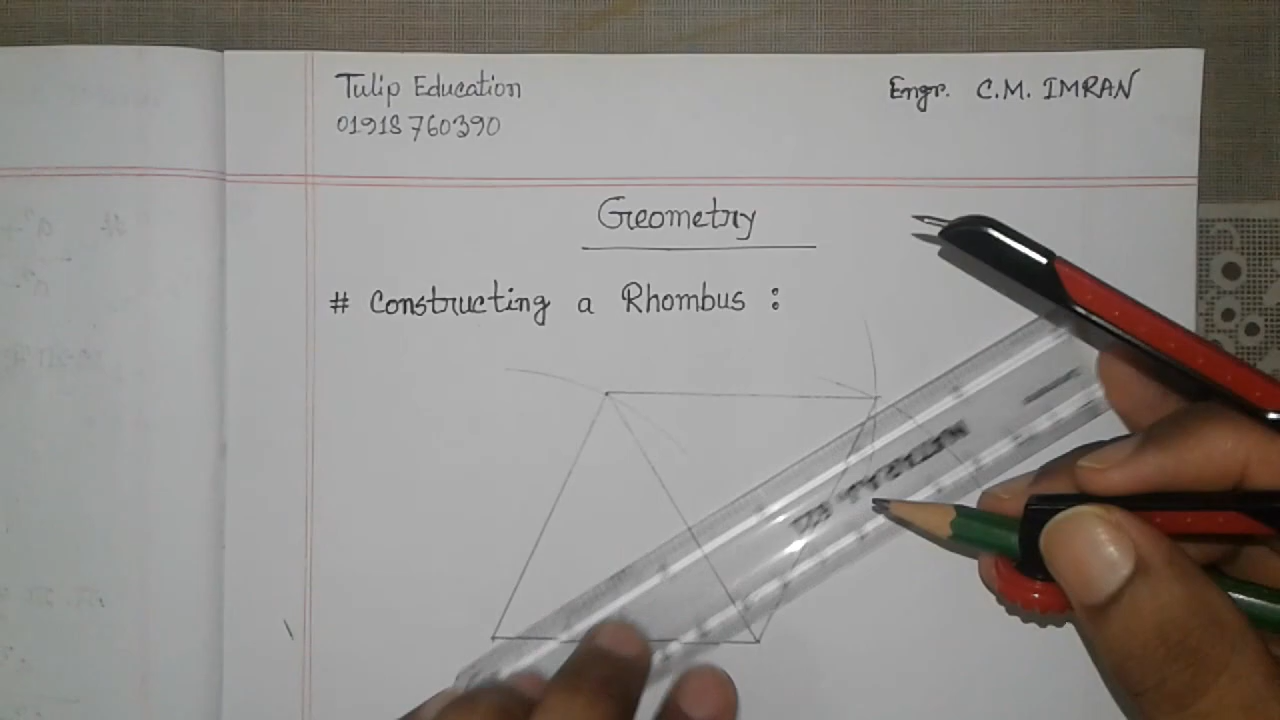 Tulip Education
01918 760390
Engr. C.M. IMRAN
Geometry
# Constructing a Rhombus :